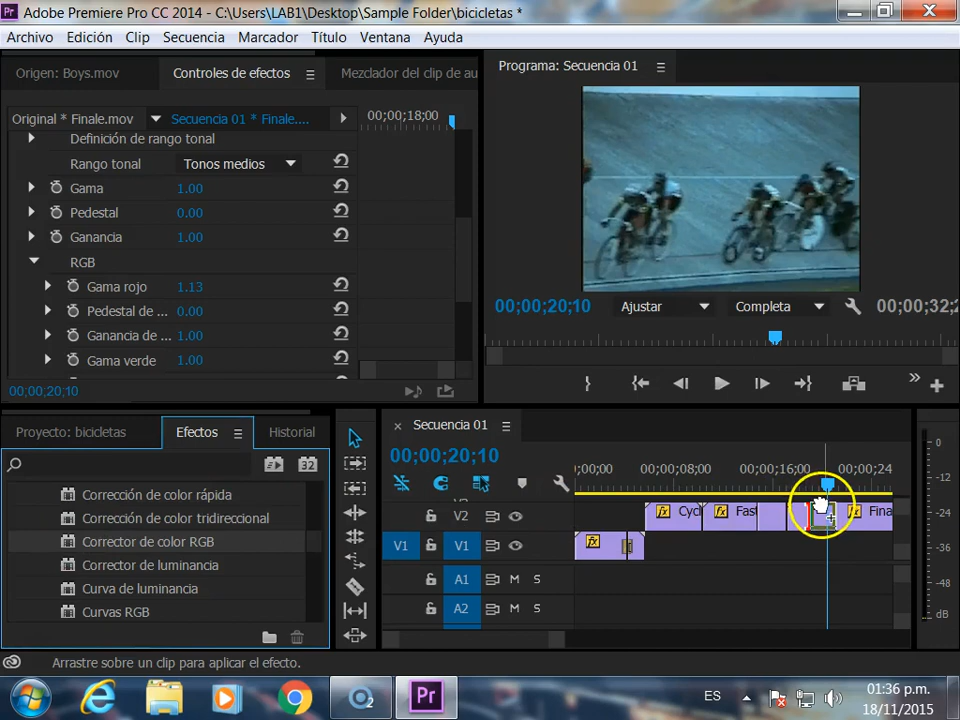 Pr Adobe Premiere Pro CC 2014 - C:\Users\LAB1\Desktop\Sample Folder\bicicletas *
Archivo Edición Clip Secuencia Marcador Título Ventana Ayuda
Origen: Boys.mov Controles de efectos Mezclador del clip de au
Programa: Secuencia 01
Original * Finale.mov Secuencia 01 * Finale.... 00;00;18;00
Definición de rango tonal
Rango tonal Tonos medios
Gama 1.00
Pedestal 0.00
Ganancia 1.00
RGB
Gama rojo 1.13
Pedestal de ... 0.00
Ganancia de ... 1.00
Gama verde 1.00
00;00;20;10
00;00;20;10 Ajustar Completa 00;00;32;2
Proyecto: bicicletas Efectos Historial
32
Corrección de color rápida
Corrección de color tridireccional
Corrector de color RGB
Corrector de luminancia
Curva de luminancia
Curvas RGB
× Secuencia 01
00;00;20;10
;00;00 00;00;08;00 00;00;16;00 00;00;24
V2 fx Cycl fx Fast fx Fina
V1 V1 fx
A1 M S
A2 M S
0
-12
-24
-36
-48
dB
Arrastre sobre un clip para aplicar el efecto.
Pr ES 01:36 p.m.
18/11/2015